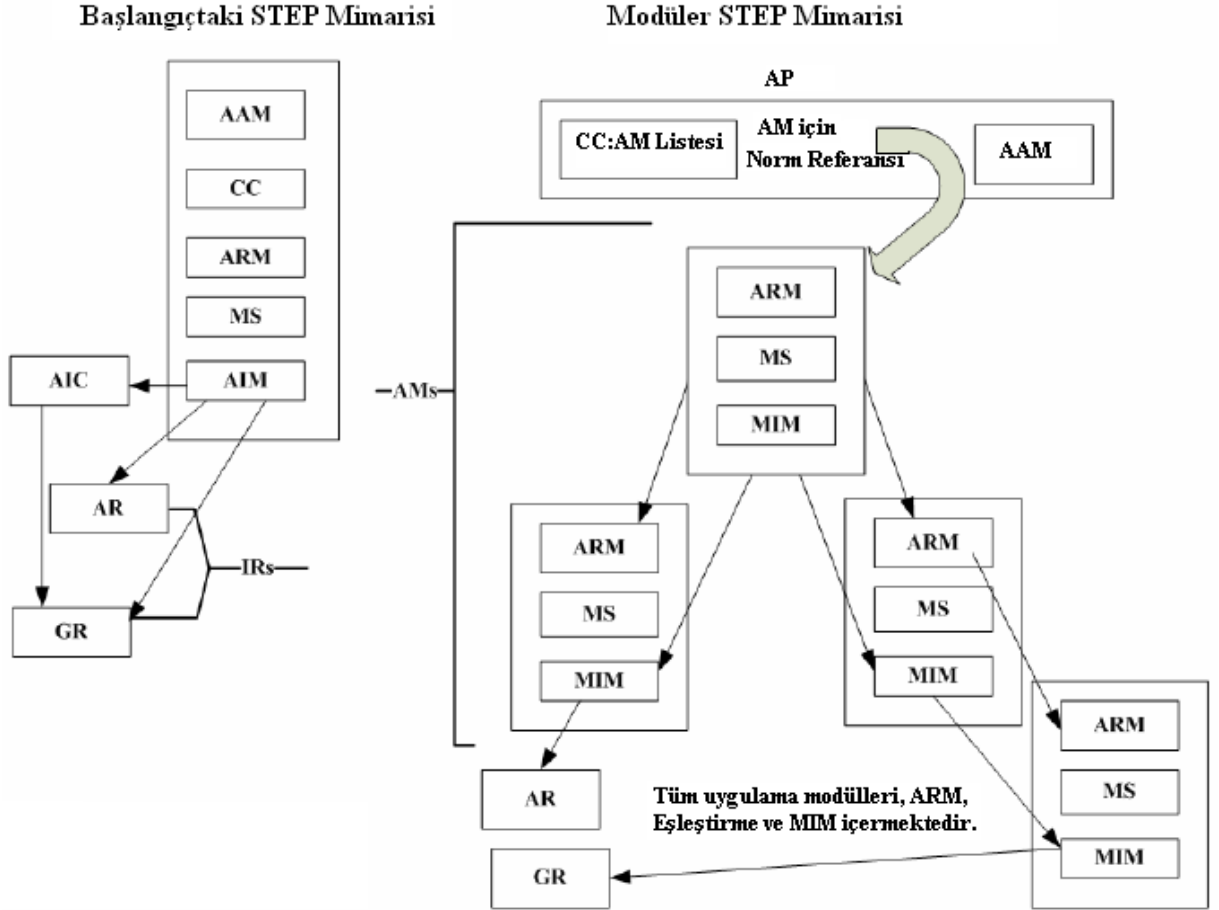 Başlangıçtaki STEP Mimarisi
AAM
CC
ARM
MS
AIM
AIC
AR
IRs
GR
Modüler STEP Mimarisi
AP
CC:AM Listesi
AM için
Norm Referansı
AAM
AMs
ARM
MS
MIM
ARM
MS
MIM
ARM
MS
MIM
ARM
MS
MIM
AR
Tüm uygulama modülleri, ARM,
Eşleştirme ve MIM içermektedir.
GR